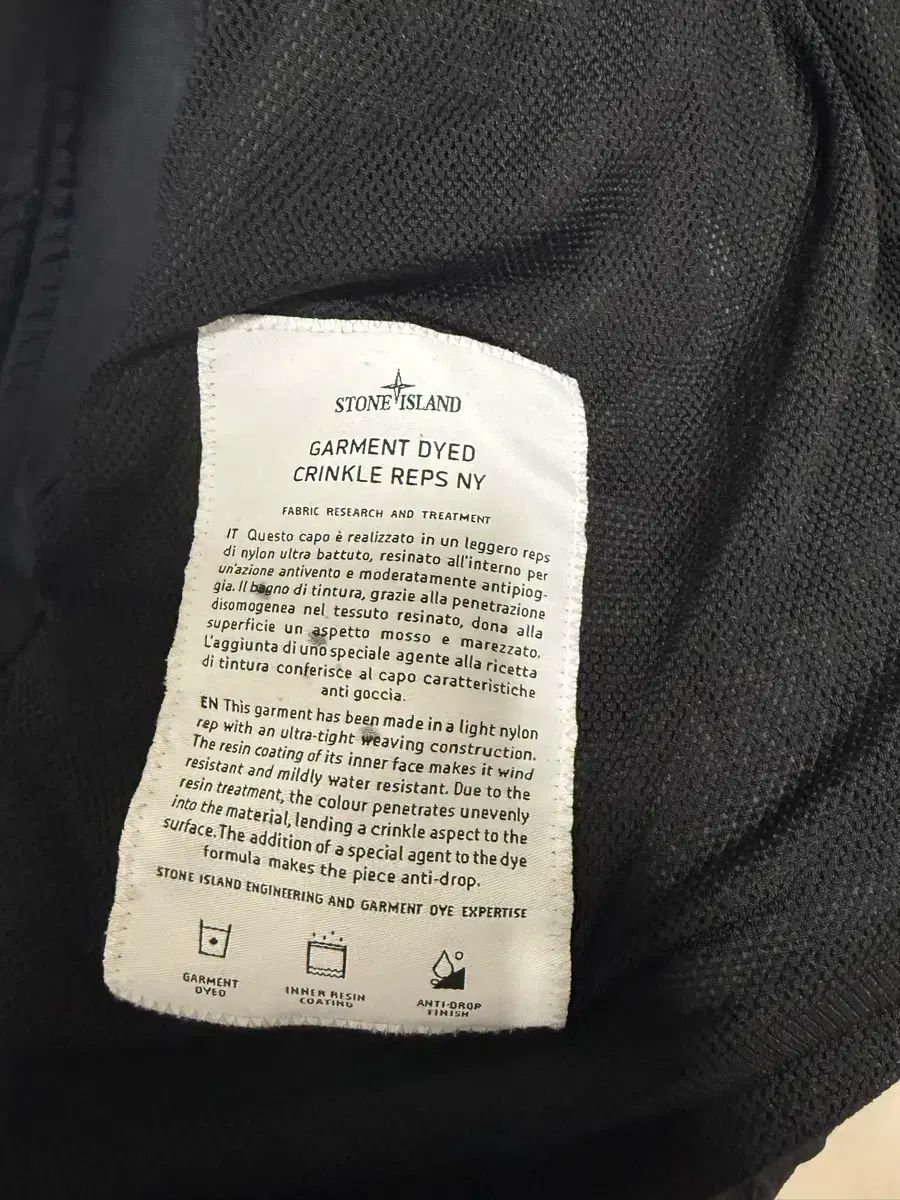 STONE ISLAND
GARMENT DYED
CRINKLE REPS NY
FABRIC RESEARCH AND TREATMENT
IT Questo capo è realizzato in un leggero reps
di nylon ultra battuto, resinato all'interno per
un'azione antivento e moderatamente antipiog-
gia. Il bagno di tintura, grazie alla penetrazione
disomogenea nel tessuto resinato, dona alla
superficie un aspetto mosso e marezzato.
L'aggiunta di uno speciale agente alla ricetta
di tintura conferisce al capo caratteristiche
anti goccia.
EN This garment has been made in a light nylon
rep with an ultra-tight weaving construction.
The resin coating of its inner face makes it wind
resistant and mildly water resistant. Due to the
resin treatment, the colour penetrates unevenly
into the material, lending a crinkle aspect to the
surface. The addition of a special agent to the dye
formula makes the piece anti-drop.
STONE ISLAND ENGINEERING AND GARMENT DYE EXPERTISE
GARMENT
DYED
INNER RESIN
COATING
ANTI-DROP
FINISH